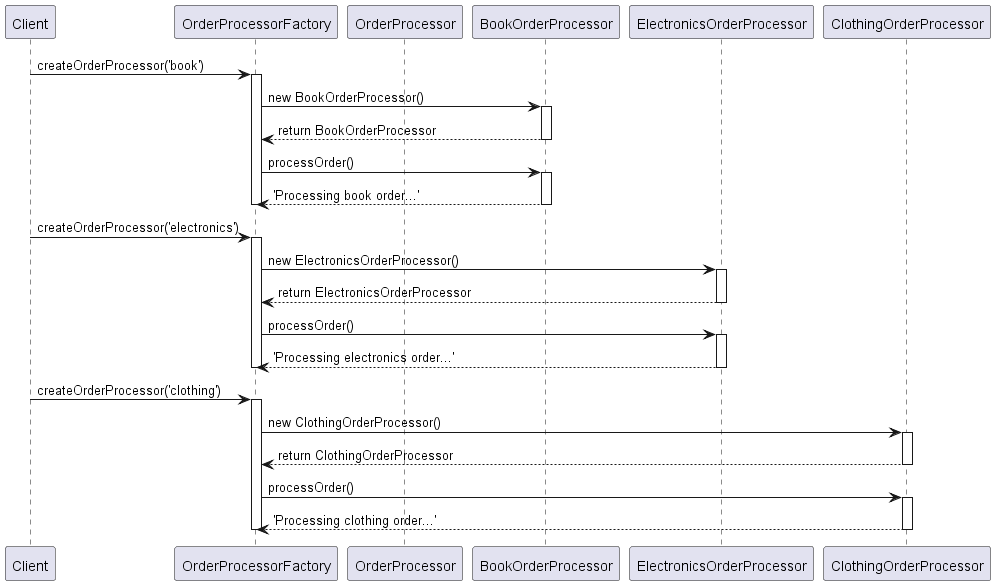 Client OrderProcessorFactory OrderProcessor BookOrderProcessor ElectronicsOrderProcessor ClothingOrderProcessor
createOrderProcessor('book')
new BookOrderProcessor()
return BookOrderProcessor
processOrder()
'Processing book order...'
createOrderProcessor('electronics')
new ElectronicsOrderProcessor()
return ElectronicsOrderProcessor
processOrder()
'Processing electronics order...'
createOrderProcessor('clothing')
new ClothingOrderProcessor()
return ClothingOrderProcessor
processOrder()
'Processing clothing order...'
Client OrderProcessorFactory OrderProcessor BookOrderProcessor ElectronicsOrderProcessor ClothingOrderProcessor